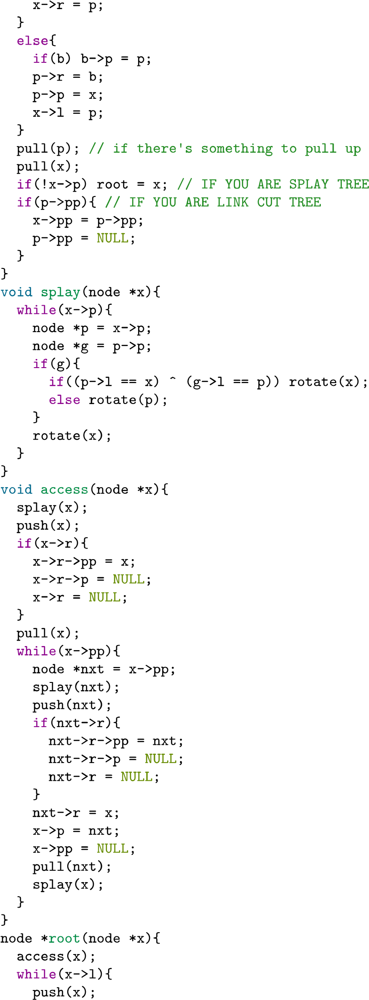 x->r = p;
  }
  else{
    if(b) b->p = p;
    p->r = b;
    p->p = x;
    x->l = p;
  }
  pull(p); // if there's something to pull up
  pull(x);
  if(!x->p) root = x; // IF YOU ARE SPLAY TREE
  if(p->pp){ // IF YOU ARE LINK CUT TREE
    x->pp = p->pp;
    p->pp = NULL;
  }
}
void splay(node *x){
  while(x->p){
    node *p = x->p;
    node *g = p->p;
    if(g){
      if((p->l == x) ^ (g->l == p)) rotate(x);
      else rotate(p);
    }
    rotate(x);
  }
}
void access(node *x){
  splay(x);
  push(x);
  if(x->r){
    x->r->pp = x;
    x->r->p = NULL;
    x->r = NULL;
  }
  pull(x);
  while(x->pp){
    node *nxt = x->pp;
    splay(nxt);
    push(nxt);
    if(nxt->r){
      nxt->r->pp = nxt;
      nxt->r->p = NULL;
      nxt->r = NULL;
    }
    nxt->r = x;
    x->p = nxt;
    x->pp = NULL;
    pull(nxt);
    splay(x);
  }
}
node *root(node *x){
  access(x);
  while(x->l){
    push(x);